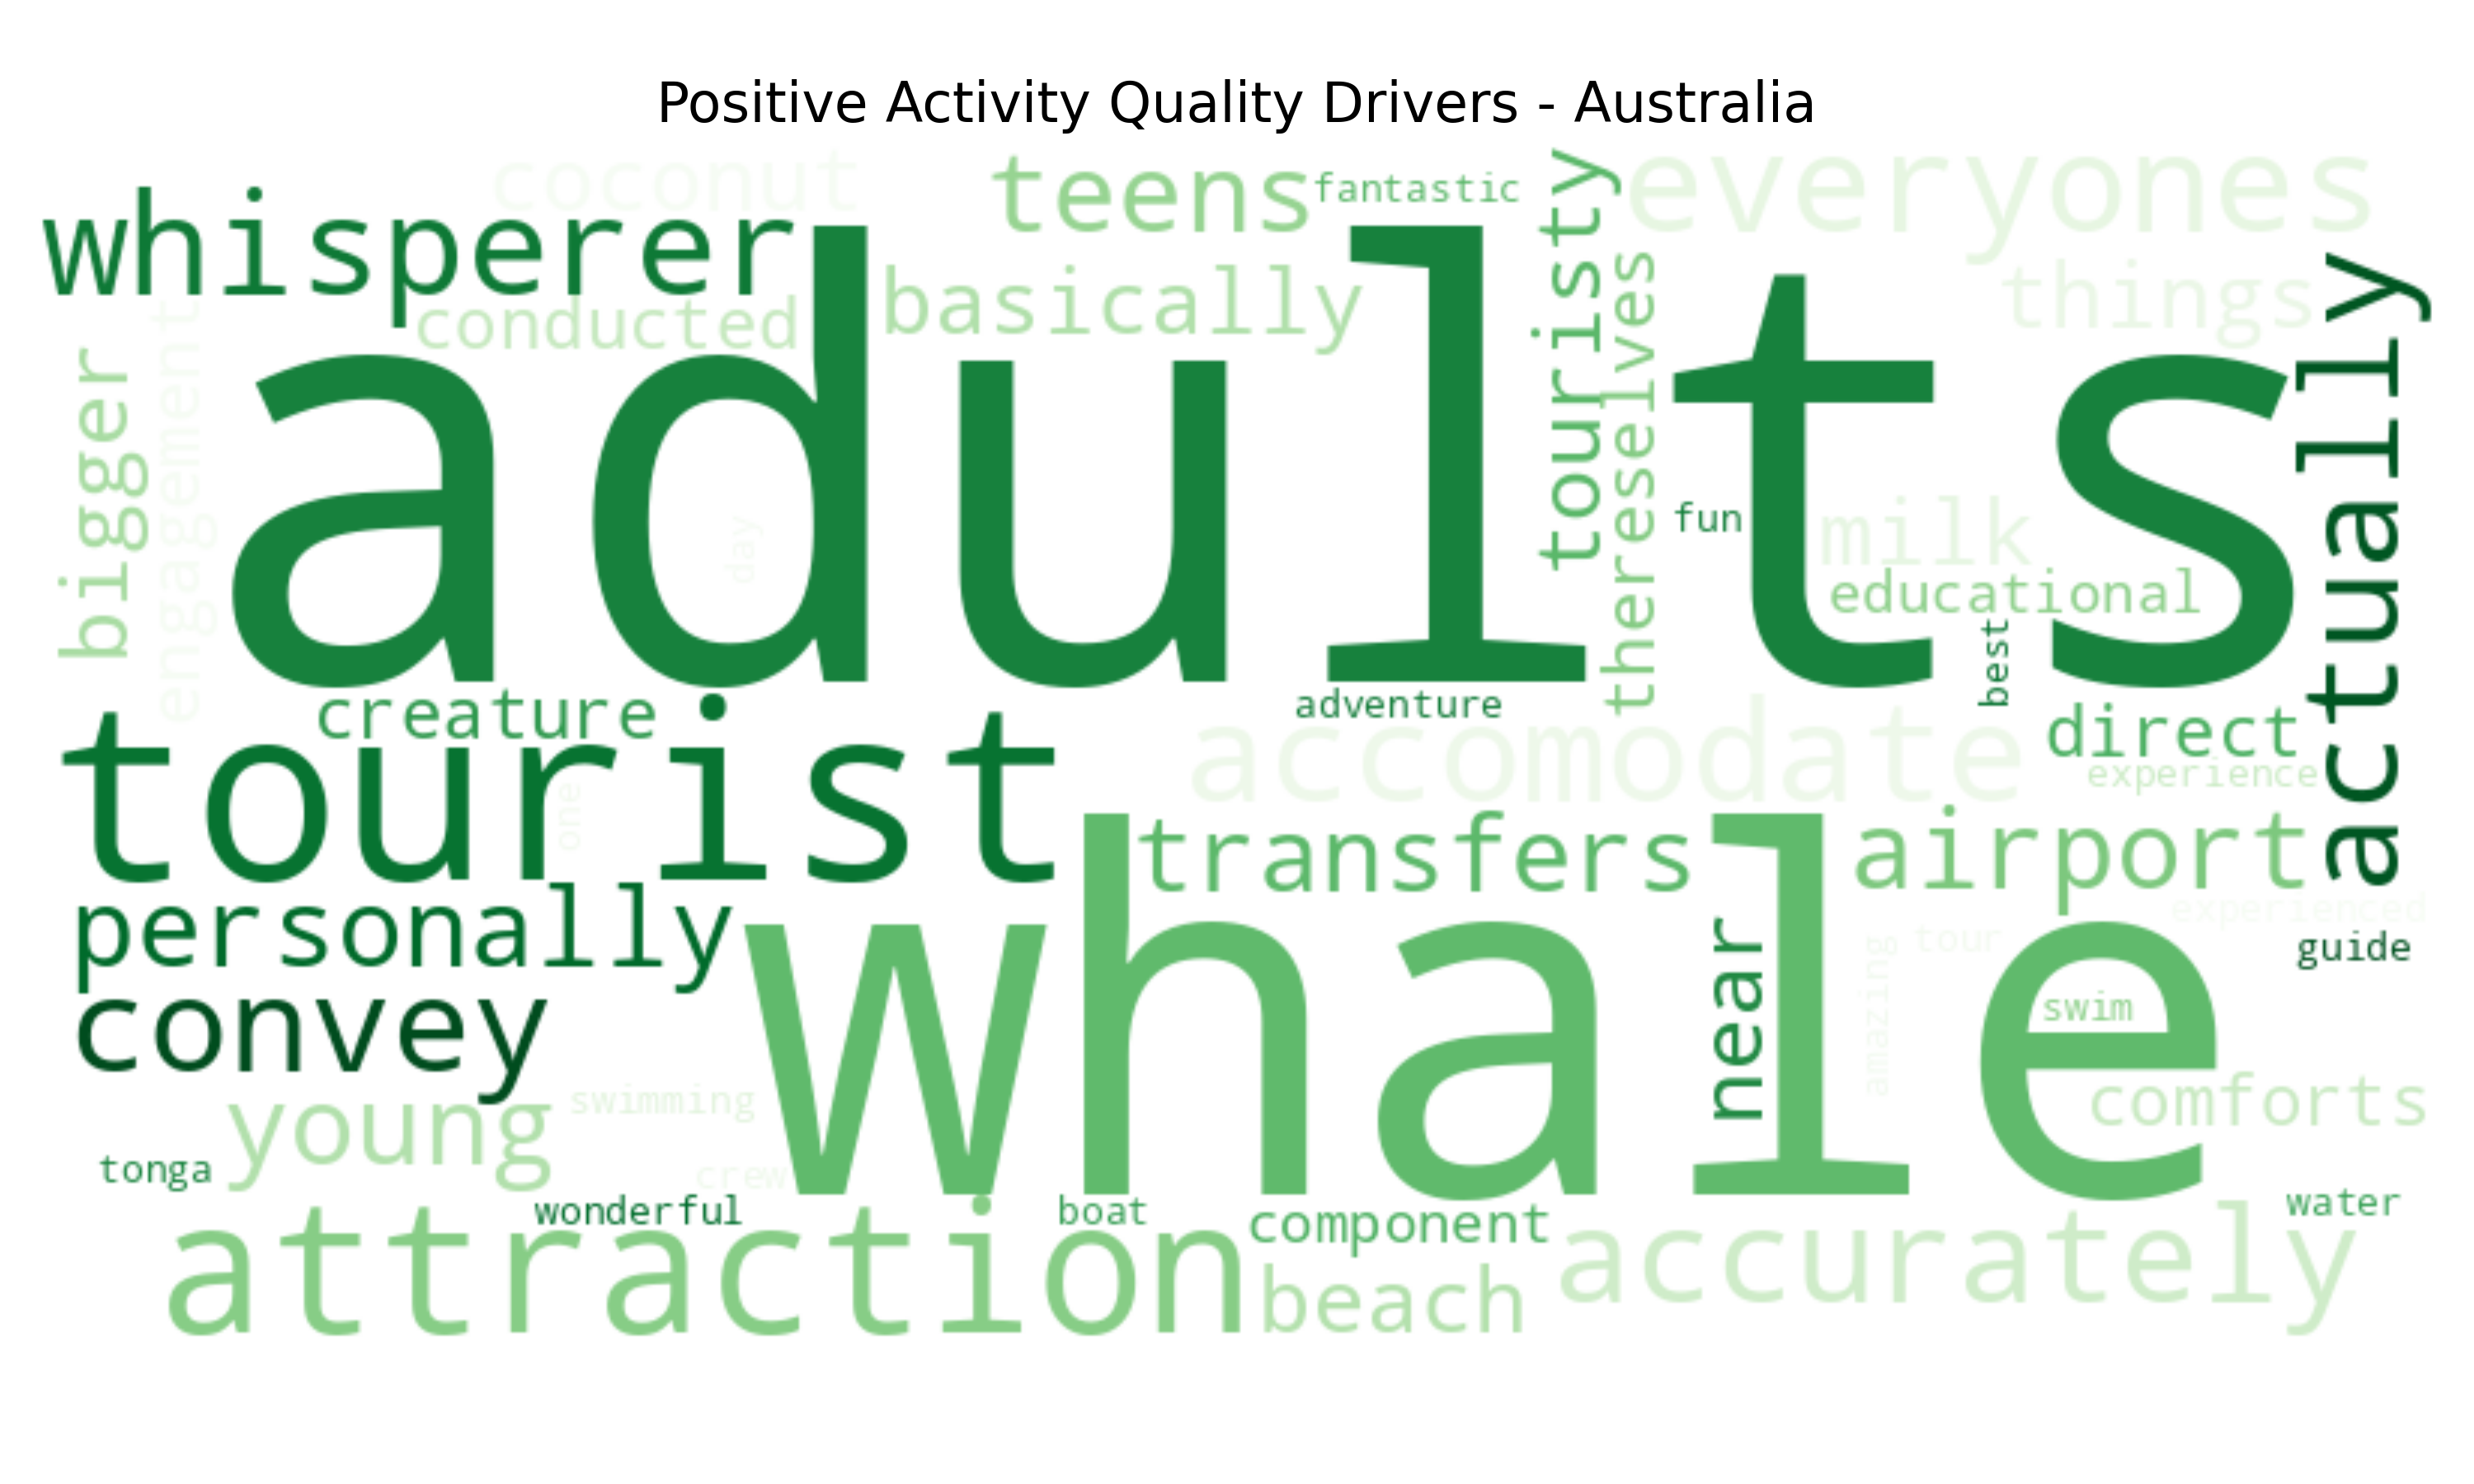 Positive Activity Quality Drivers - Australia
coconut
teens
fantastic
touristy
everyones
whisperer
conducted
basically
thereselves
things
actually
bigger
engagement
adults
day
fun
milk
educational
best
creature
adventure
direct
tourist
one
accomodate
experience
transfers
airport
personally
whale
near
amazing
tour
experienced
guide
convey
swim
young
swimming
comforts
tonga
crew
wonderful
boat
component
water
attraction
beach
accurately